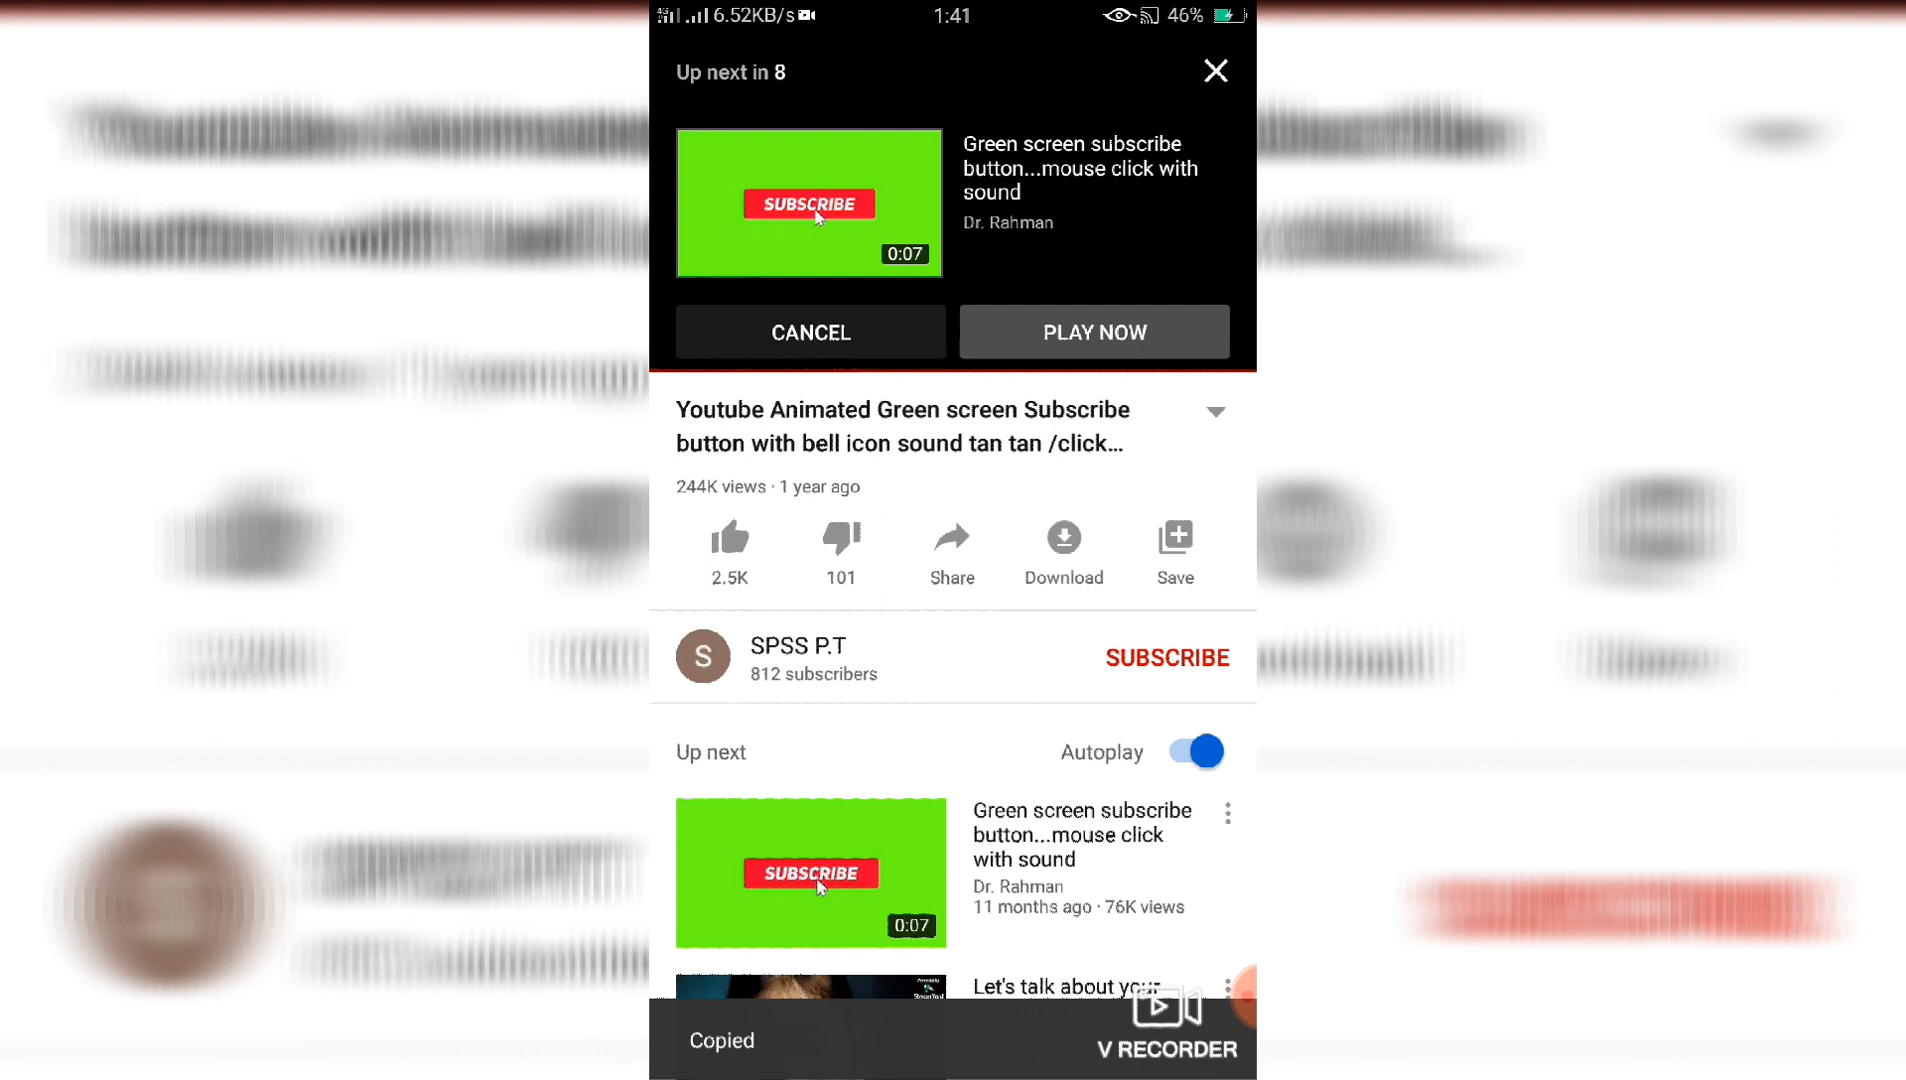 4G 6.52KB/s 1:41 46%
Up next in 8
Green screen subscribe
button...mouse click with
sound
Dr. Rahman
SUBSCRIBE
0:07
CANCEL PLAY NOW
Youtube Animated Green screen Subscribe
button with bell icon sound tan tan /click...
244K views · 1 year ago
2.5K 101 Share Download Save
S
SPSS P.T
812 subscribers
SUBSCRIBE
Up next Autoplay
SUBSCRIBE
0:07
Green screen subscribe
button...mouse click
with sound
Dr. Rahman
11 months ago · 76K views
Let's talk about your
Copied
V RECORDER